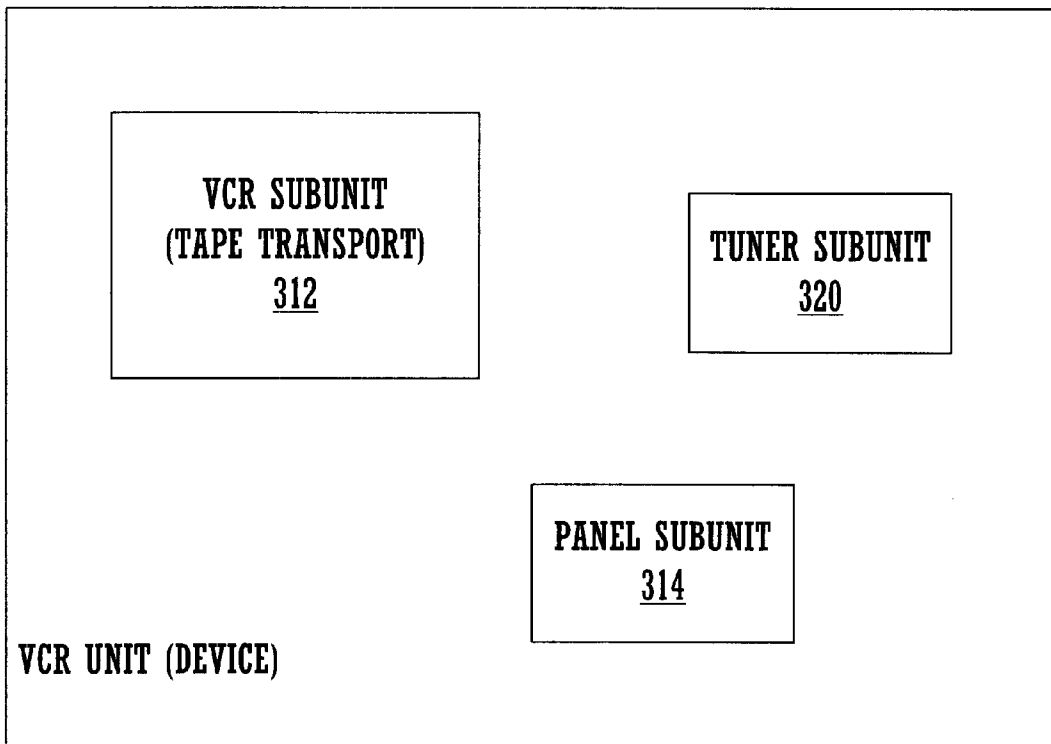 VCR SUBUNIT
(TAPE TRANSPORT)
312
TUNER SUBUNIT
320
PANEL SUBUNIT
314
VCR UNIT (DEVICE)